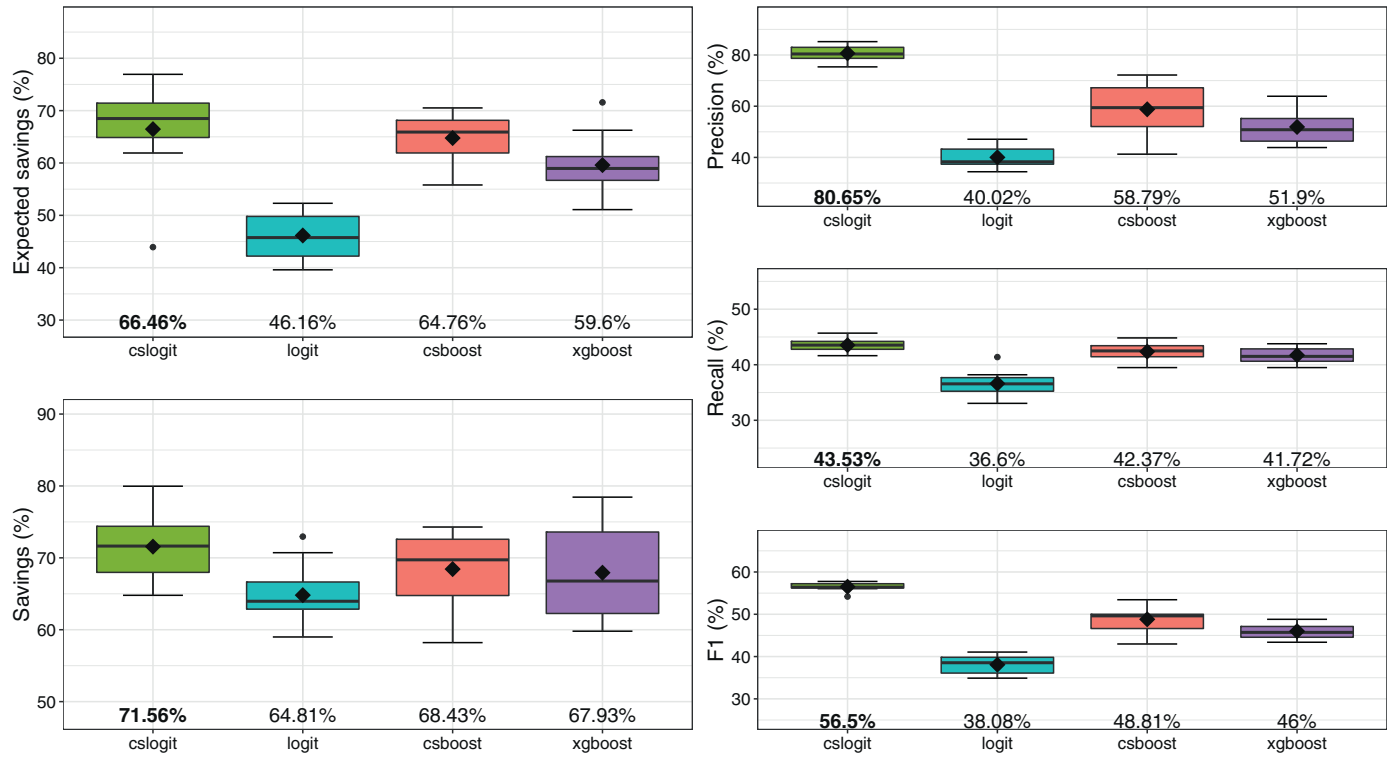 Expected savings (%)
80
70
60
50
40
30
66.46% 46.16% 64.76% 59.6%
cslogit logit csboost xgboost
Savings (%)
90
80
70
60
50
71.56% 64.81% 68.43% 67.93%
cslogit logit csboost xgboost
Precision (%)
80
60
40
80.65% 40.02% 58.79% 51.9%
cslogit logit csboost xgboost
Recall (%)
50
40
30
43.53% 36.6% 42.37% 41.72%
cslogit logit csboost xgboost
F1 (%)
60
50
40
30
56.5% 38.08% 48.81% 46%
cslogit logit csboost xgboost